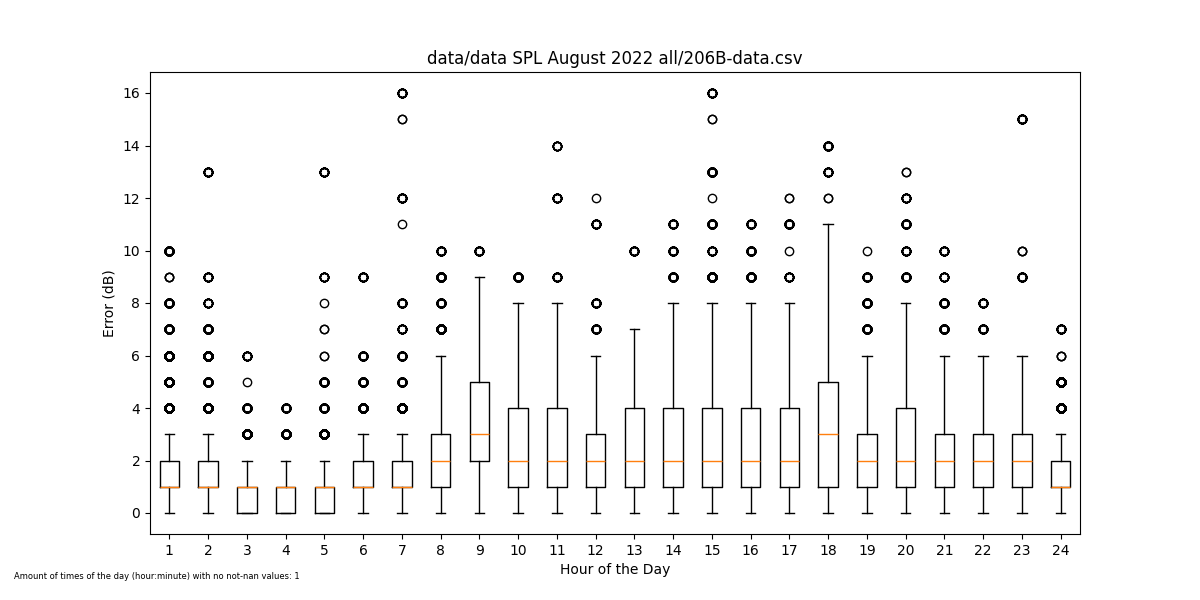 data/data SPL August 2022 all/206B-data.csv
16
14
12
10
8
6
4
2
0
Error (dB)
1 2 3 4 5 6 7 8 9 10 11 12 13 14 15 16 17 18 19 20 21 22 23 24
Hour of the Day
Amount of times of the day (hour:minute) with no not-nan values: 1